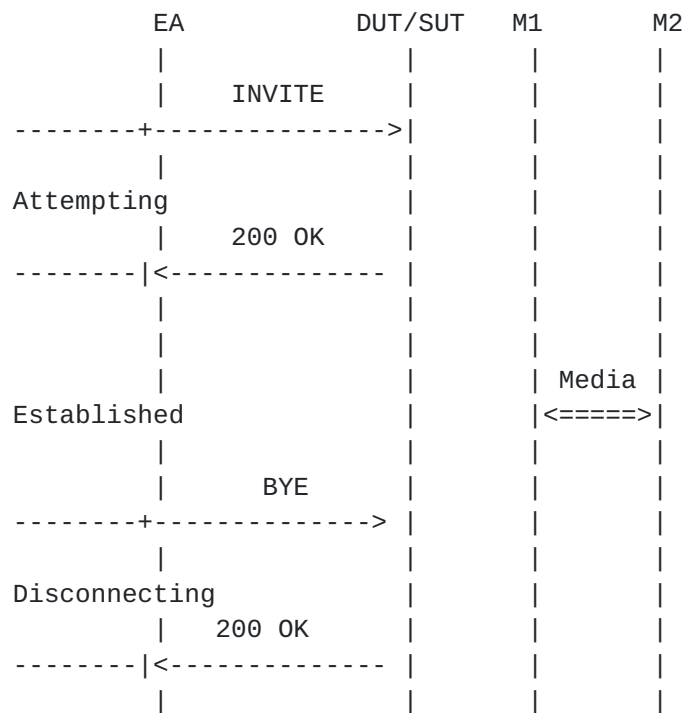 EA DUT/SUT M1 M2
INVITE
Attempting
200 OK
Media
Established
BYE
Disconnecting
200 OK